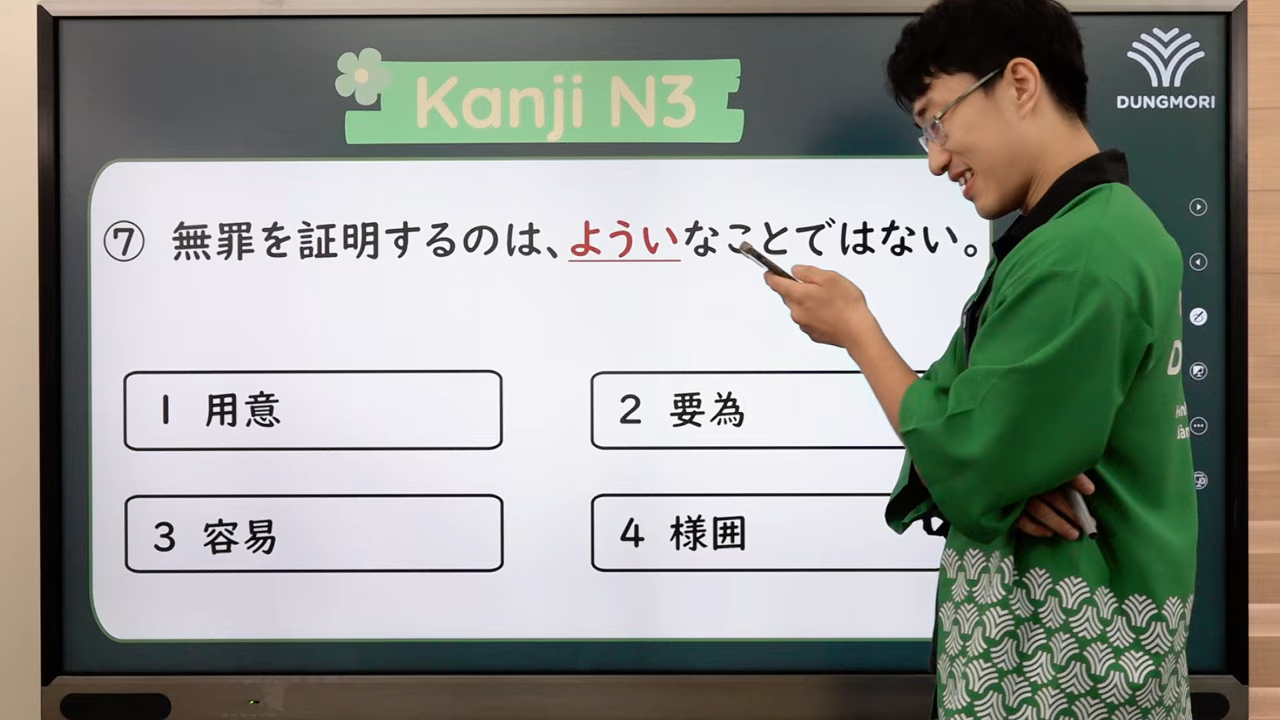 Kanji N3
DUNGMORI
⑦ 無罪を証明するのは、よういなことではない。
1 用意
2 要為
3 容易
4 様囲